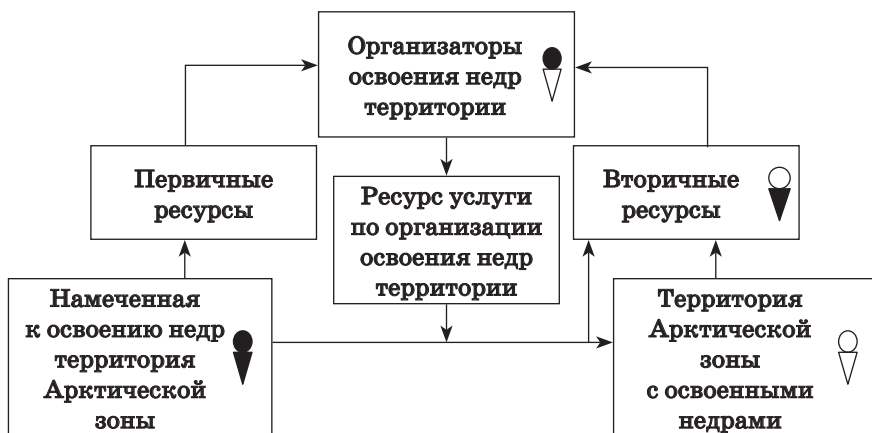 Организаторы
освоения недр
территории
Первичные
ресурсы
Ресурс услуги
по организации
освоения недр
территории
Вторичные
ресурсы
Намеченная
к освоению недр
территория
Арктической
зоны
Территория
Арктической
зоны
с освоенными
недрами